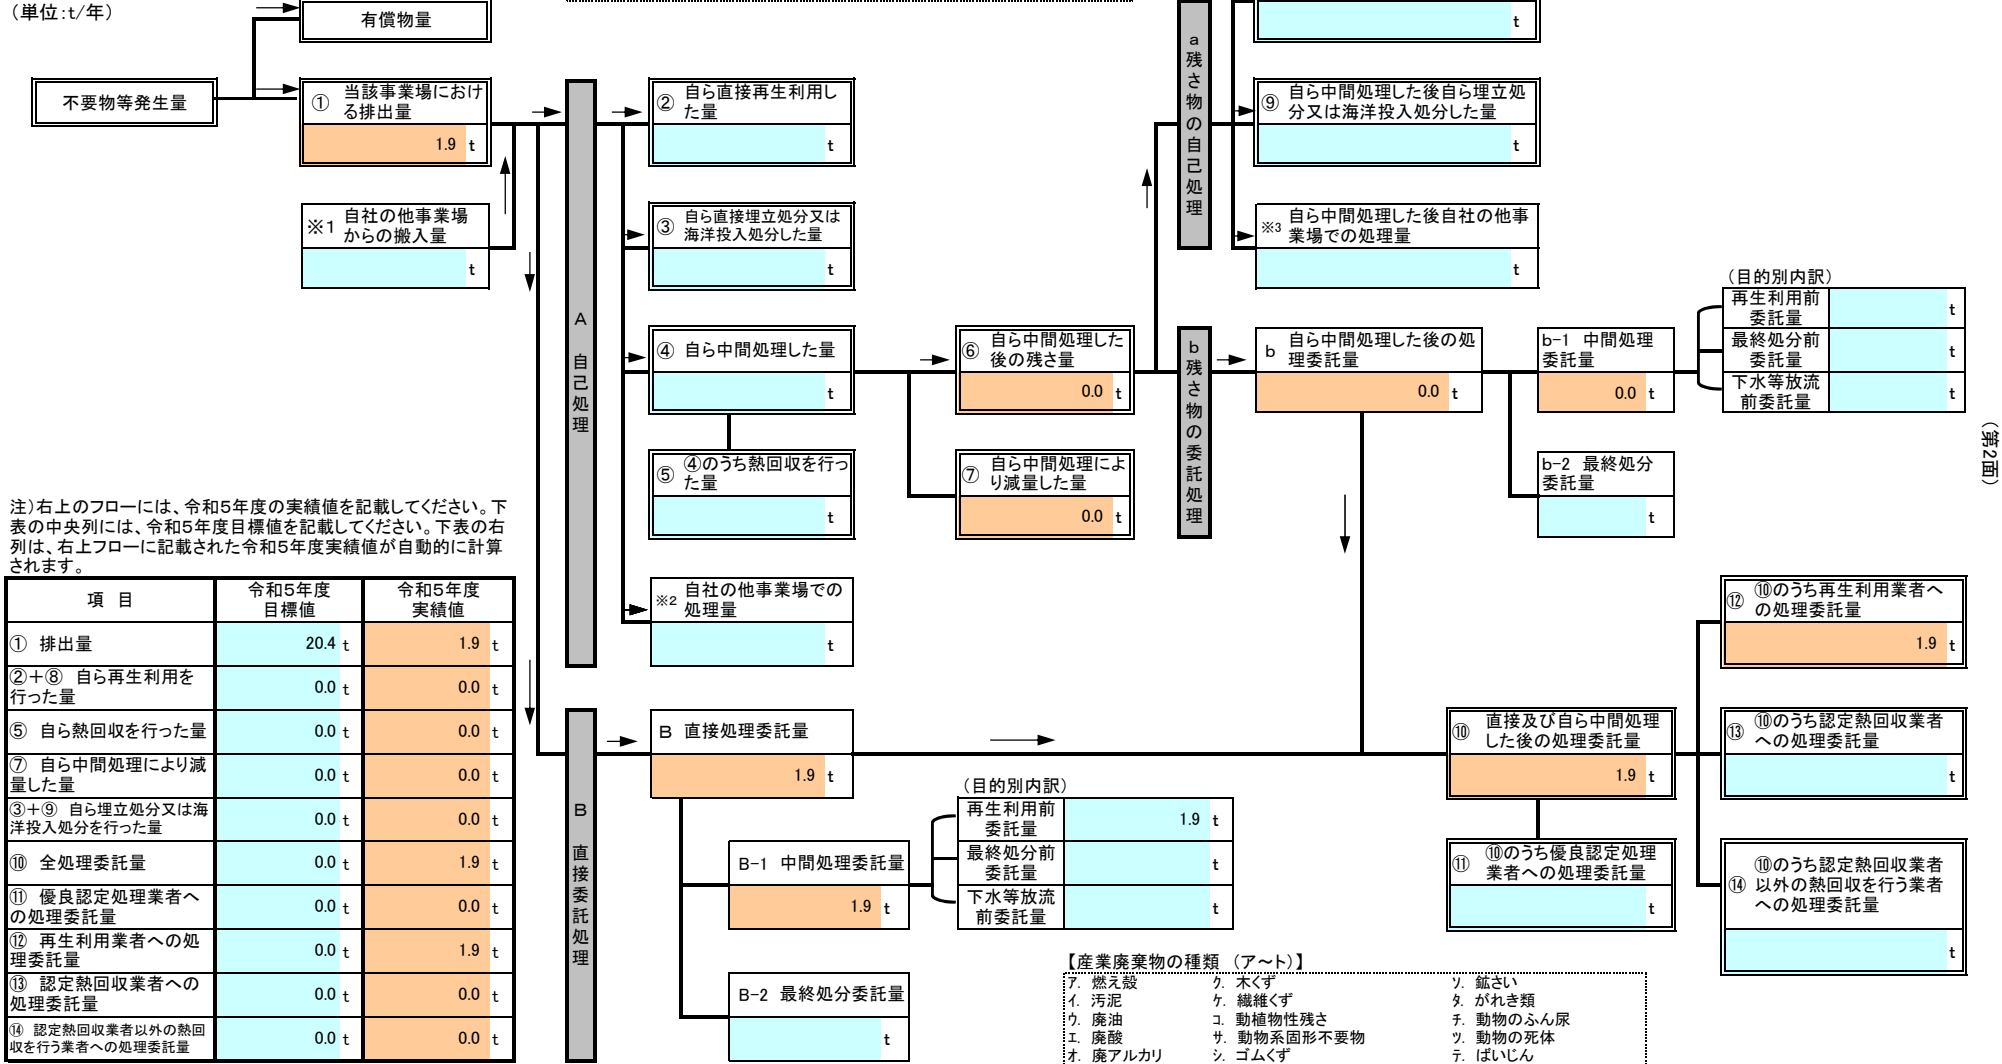 （単位：t/年）
有償物量
不要物等発生量
① 当該事業場におけ
る排出量
1.9 t
※1 自社の他事業場
からの搬入量
t
A 自己処理
② 自ら直接再生利用し
た量
t
③ 自ら直接埋立処分又は
海洋投入処分した量
t
④ 自ら中間処理した量
t
⑤ ④のうち熱回収を行っ
た量
t
※2 自社の他事業場での
処理量
t
⑥ 自ら中間処理した
後の残さ量
0.0 t
⑦ 自ら中間処理によ
り減量した量
0.0 t
a 残さ物の自己処理
t
⑨ 自ら中間処理した後自ら埋立処
分又は海洋投入処分した量
t
※3 自ら中間処理した後自社の他事
業場での処理量
t
b 残さ物の委託処理
b 自ら中間処理した後の処
理委託量
0.0 t
b-1 中間処理
委託量
0.0 t
b-2 最終処分
委託量
t
（目的別内訳）
再生利用前
委託量
t
最終処分前
委託量
t
下水等放流
前委託量
t
（第2面）
注）右上のフローには、令和5年度の実績値を記載してください。下
表の中央列には、令和5年度目標値を記載してください。下表の右
列は、右上フローに記載された令和5年度実績値が自動的に計算
されます。
項 目 令和5年度 目標値 令和5年度 実績値
① 排出量 20.4 t 1.9 t
②＋⑧ 自ら再生利用を
行った量 0.0 t 0.0 t
⑤ 自ら熱回収を行った量 0.0 t 0.0 t
⑦ 自ら中間処理により減
量した量 0.0 t 0.0 t
③＋⑨ 自ら埋立処分又は海
洋投入処分を行った量 0.0 t 0.0 t
⑩ 全処理委託量 0.0 t 1.9 t
⑪ 優良認定処理業者へ
の処理委託量 0.0 t 0.0 t
⑫ 再生利用業者への処
理委託量 0.0 t 1.9 t
⑬ 認定熱回収業者への
処理委託量 0.0 t 0.0 t
⑭ 認定熱回収業者以外の熱回
収を行う業者への処理委託量 0.0 t 0.0 t
B 直接委託処理
B 直接処理委託量
1.9 t
B-1 中間処理委託量
1.9 t
B-2 最終処分委託量
t
（目的別内訳）
再生利用前
委託量
1.9 t
最終処分前
委託量
t
下水等放流
前委託量
t
⑩ 直接及び自ら中間処理
した後の処理委託量
1.9 t
⑪ ⑩のうち優良認定処理
業者への処理委託量
t
⑫ ⑩のうち再生利用業者へ
の処理委託量
1.9 t
⑬ ⑩のうち認定熱回収業者
への処理委託量
t
⑭ ⑩のうち認定熱回収業者
以外の熱回収を行う業者
への処理委託量
t
【産業廃棄物の種類 （ア～ト）】
ア. 燃え殻 ク. 木くず ソ. 鉱さい
イ. 汚泥 ケ. 繊維くず タ. がれき類
ウ. 廃油 コ. 動植物性残さ チ. 動物のふん尿
エ. 廃酸 サ. 動物系固形不要物 ツ. 動物の死体
オ. 廃アルカリ シ. ゴムくず テ. ばいじん